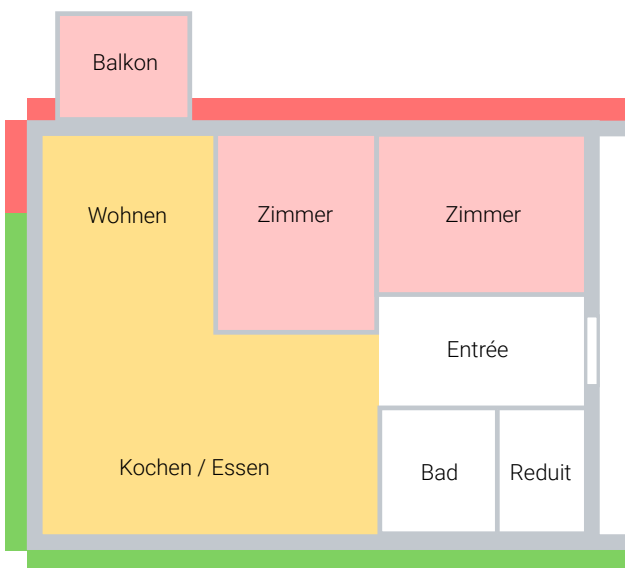 Balkon
Wohnen
Zimmer
Zimmer
Entrée
Kochen / Essen
Bad
Reduit